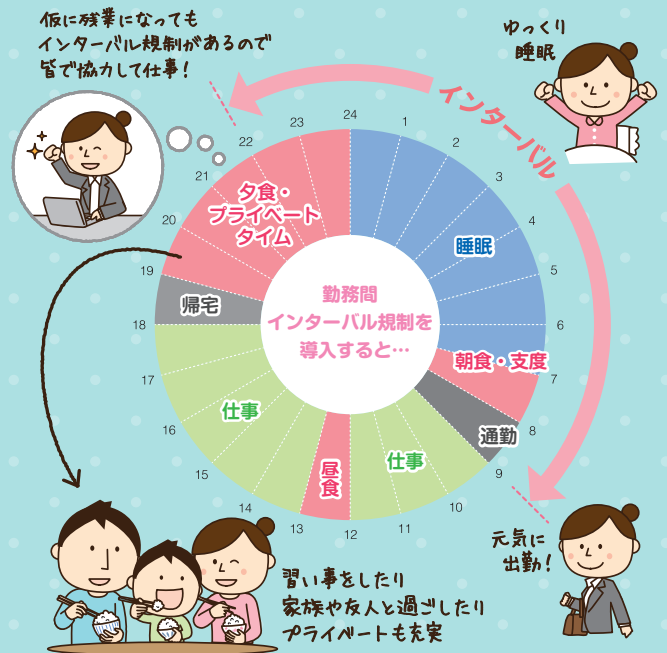 仮に残業になっても
インターバル規制があるので
皆で協力して仕事!
ゆっくり
睡眠
インターバル
24
1
2
3
4
5
6
7
8
9
10
11
12
13
14
15
16
17
18
19
20
21
22
23
夕食・
プライベート
タイム
睡眠
帰宅
勤務間
インターバル規制を
導入すると…
朝食・支度
通勤
仕事
昼食
仕事
元気に
出勤!
習い事をしたり
家族や友人と過ごしたり
プライベートも充実